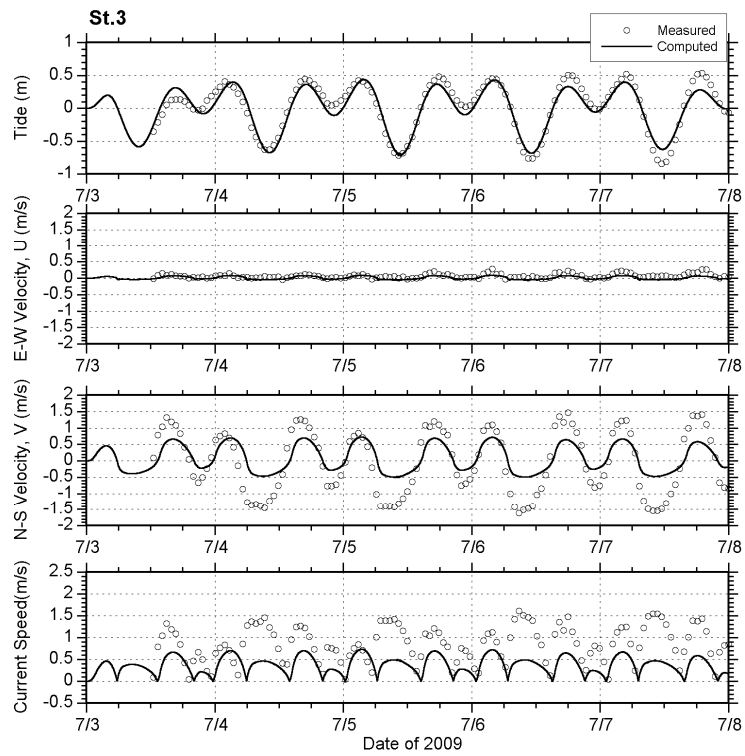 St.3
Measured
Computed
Tide (m)
1
0.5
0
-0.5
-1
7/3 7/4 7/5 7/6 7/7 7/8
E-W Velocity, U (m/s)
2
1.5
1
0.5
0
-0.5
-1
-1.5
-2
7/3 7/4 7/5 7/6 7/7 7/8
N-S Velocity, V (m/s)
2
1.5
1
0.5
0
-0.5
-1
-1.5
-2
7/3 7/4 7/5 7/6 7/7 7/8
Current Speed(m/s)
2.5
2
1.5
1
0.5
0
-0.5
7/3 7/4 7/5 7/6 7/7 7/8
Date of 2009